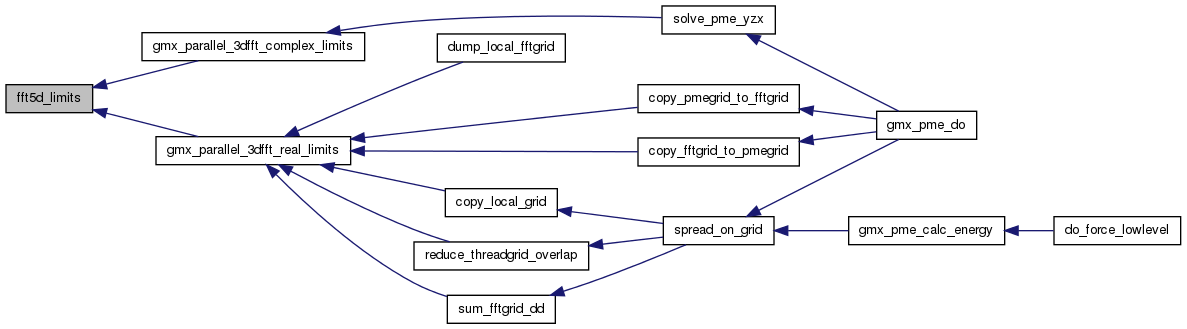 fft5d_limits
gmx_parallel_3dfft_complex_limits
solve_pme_yzx
gmx_pme_do
gmx_parallel_3dfft_real_limits
dump_local_fftgrid
copy_pmegrid_to_fftgrid
copy_fftgrid_to_pmegrid
copy_local_grid
spread_on_grid
gmx_pme_calc_energy
do_force_lowlevel
reduce_threadgrid_overlap
sum_fftgrid_dd